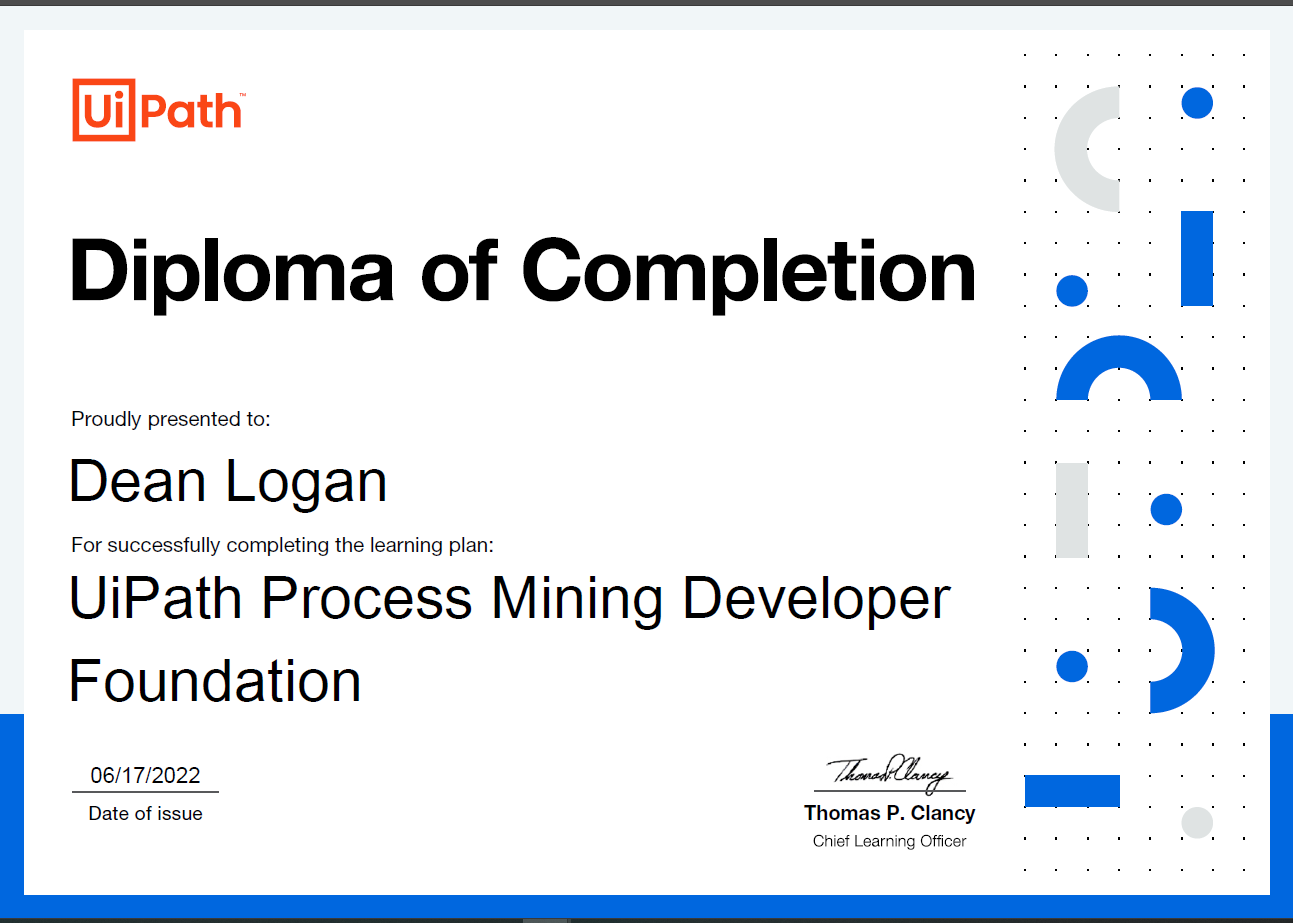 UiPath™
Diploma of Completion
Proudly presented to:
Dean Logan
For successfully completing the learning plan:
UiPath Process Mining Developer
Foundation
06/17/2022
Date of issue
Thomas P. Clancy
Thomas P. Clancy
Chief Learning Officer